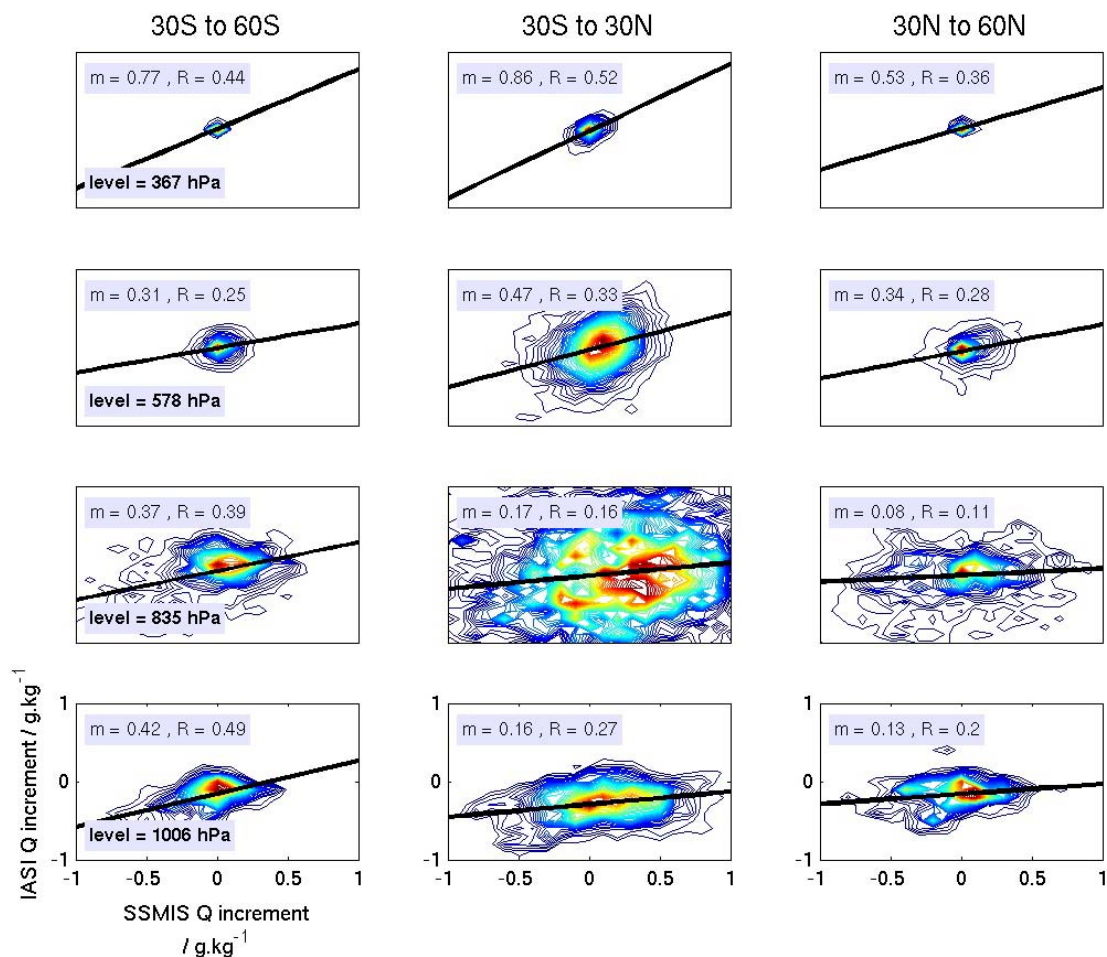 30S to 60S
30S to 30N
30N to 60N
m = 0.77 , R = 0.44
m = 0.86 , R = 0.52
m = 0.53 , R = 0.36
level = 367 hPa
m = 0.31 , R = 0.25
m = 0.47 , R = 0.33
m = 0.34 , R = 0.28
level = 578 hPa
m = 0.37 , R = 0.39
m = 0.17 , R = 0.16
m = 0.08 , R = 0.11
level = 835 hPa
IASI Q increment / g.kg⁻¹
1
0
-1
m = 0.42 , R = 0.49
level = 1006 hPa
1
0
-1
m = 0.16 , R = 0.27
1
0
-1
m = 0.13 , R = 0.2
-1 -0.5 0 0.5 1
-1 -0.5 0 0.5 1
-1 -0.5 0 0.5 1
SSMIS Q increment
/ g.kg⁻¹